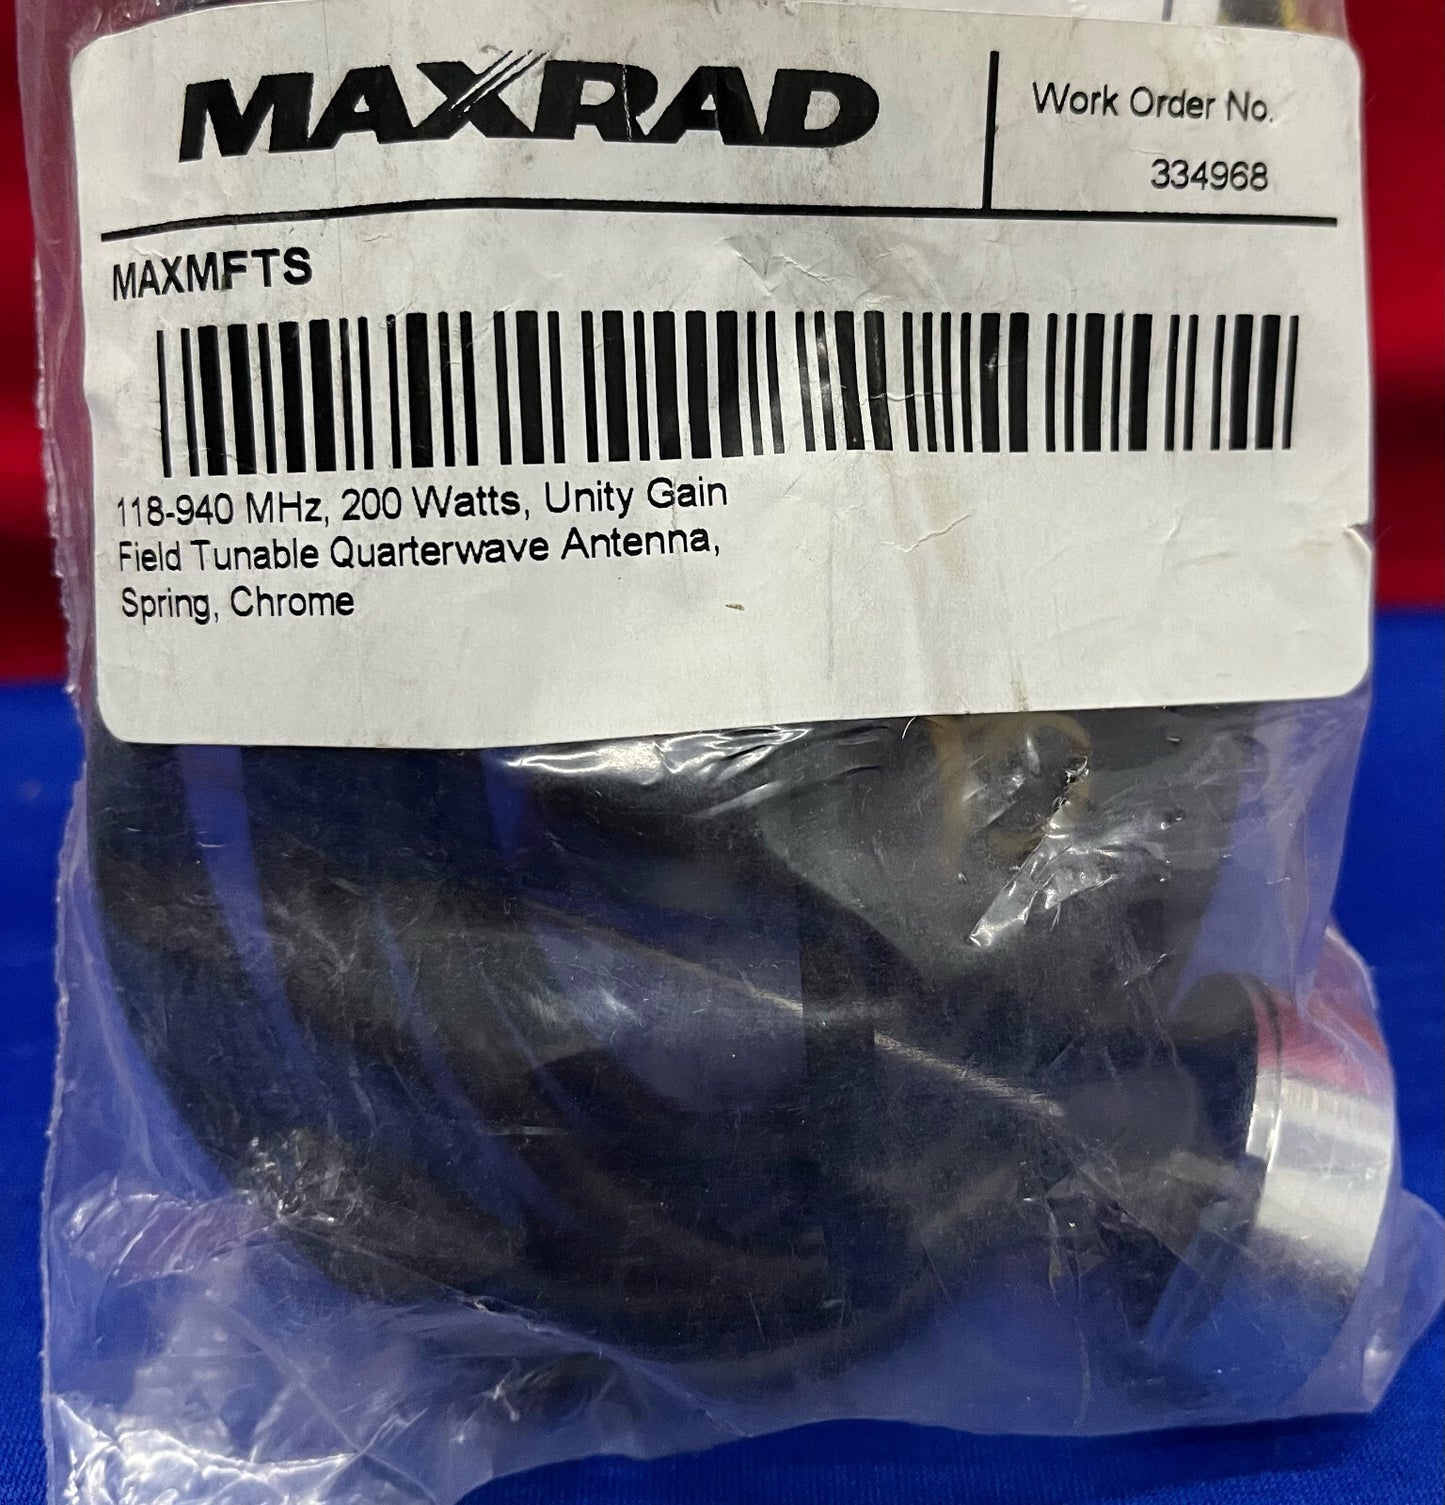 MAXRAD
Work Order No.
334968
MAXMFTS
118-940 MHz, 200 Watts, Unity Gain
Field Tunable Quarterwave Antenna,
Spring, Chrome